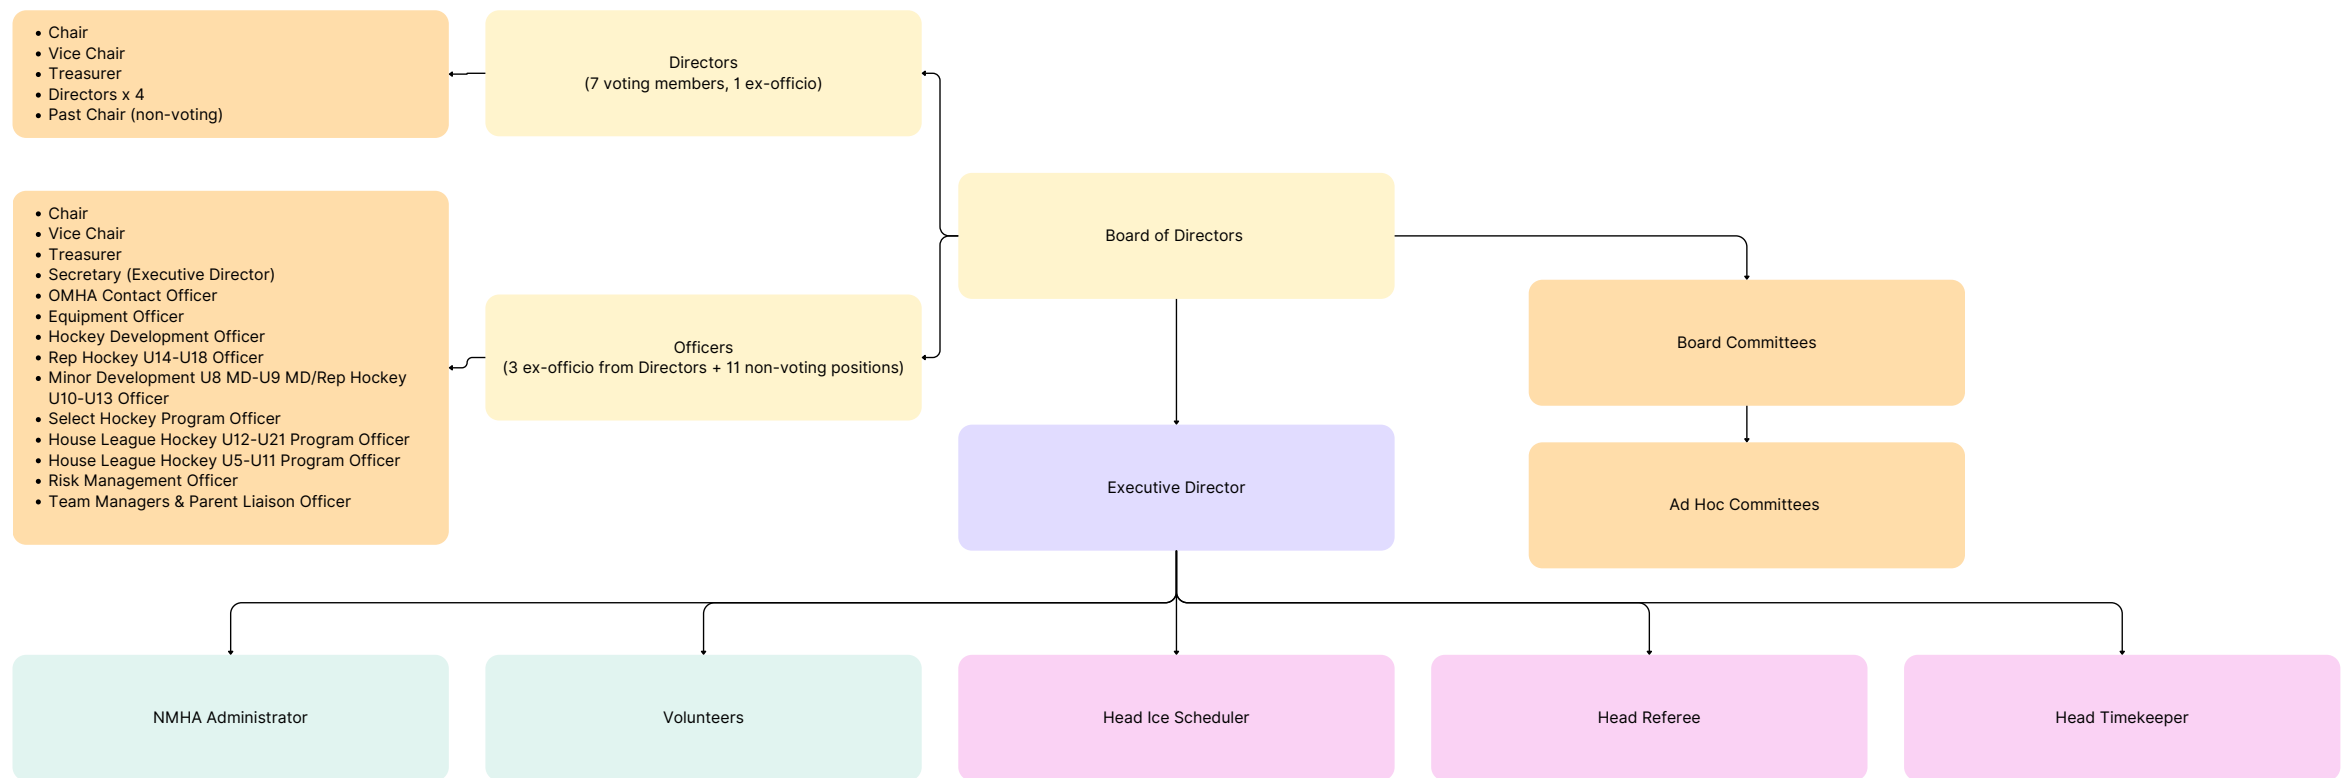 • Chair
• Vice Chair
• Treasurer
• Directors x 4
• Past Chair (non-voting)
Directors
(7 voting members, 1 ex-officio)
Board of Directors
• Chair
• Vice Chair
• Treasurer
• Secretary (Executive Director)
• OMHA Contact Officer
• Equipment Officer
• Hockey Development Officer
• Rep Hockey U14-U18 Officer
• Minor Development U8 MD-U9 MD/Rep Hockey
U10-U13 Officer
• Select Hockey Program Officer
• House League Hockey U12-U21 Program Officer
• House League Hockey U5-U11 Program Officer
• Risk Management Officer
• Team Managers & Parent Liaison Officer
Officers
(3 ex-officio from Directors + 11 non-voting positions)
Board Committees
Executive Director
Ad Hoc Committees
NMHA Administrator
Volunteers
Head Ice Scheduler
Head Referee
Head Timekeeper